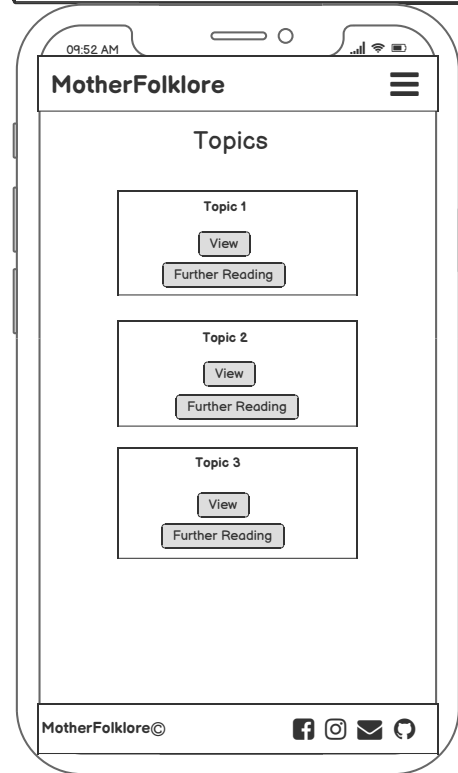 09:52 AM
MotherFolklore
Topics
Topic 1
View
Further Reading
Topic 2
View
Further Reading
Topic 3
View
Further Reading
MotherFolklore©